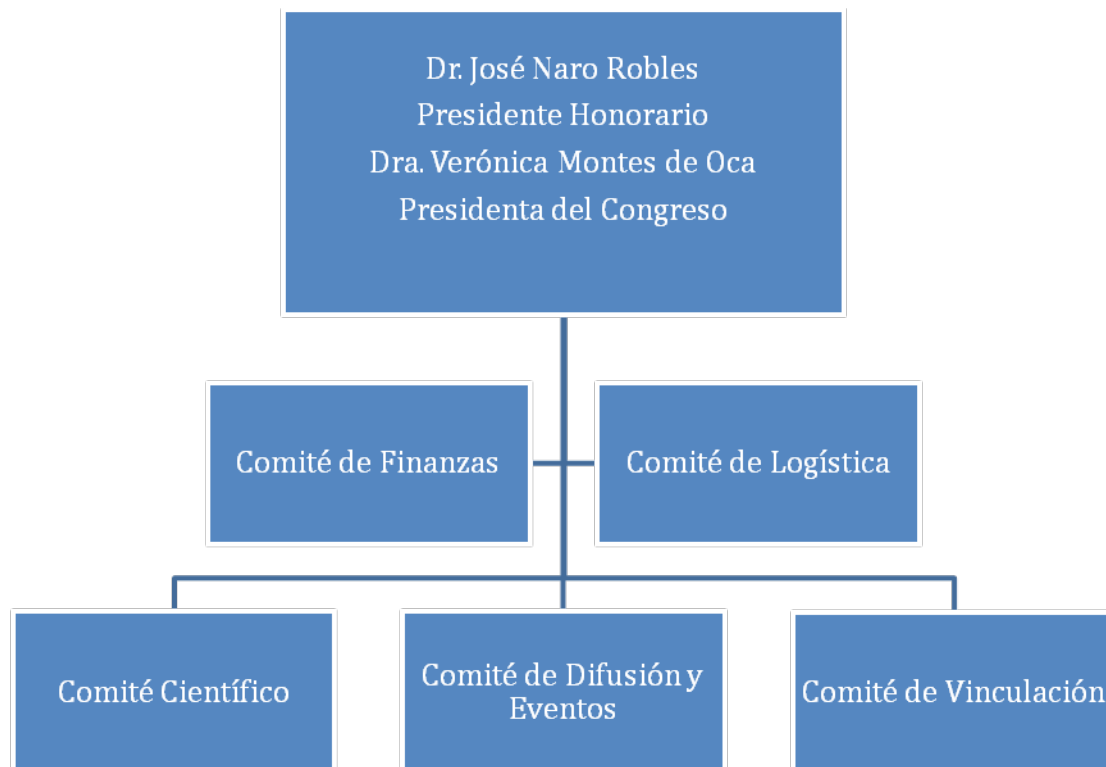 Dr. José Naro Robles
Presidente Honorario
Dra. Verónica Montes de Oca
Presidenta del Congreso
Comité de Finanzas
Comité de Logística
Comité Científico
Comité de Difusión y
Eventos
Comité de Vinculación